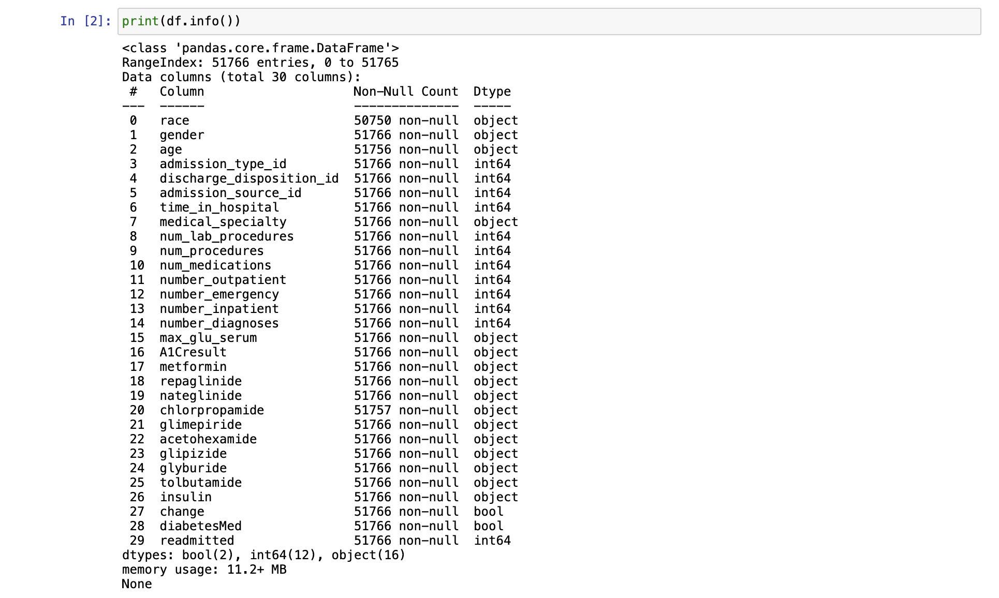 In [2]: print(df.info())
<class 'pandas.core.frame.DataFrame'>
RangeIndex: 51766 entries, 0 to 51765
Data columns (total 30 columns):
 #   Column                    Non-Null Count  Dtype
---  ------                    --------------  -----
 0   race                      50750 non-null  object
 1   gender                    51766 non-null  object
 2   age                       51756 non-null  object
 3   admission_type_id         51766 non-null  int64
 4   discharge_disposition_id  51766 non-null  int64
 5   admission_source_id       51766 non-null  int64
 6   time_in_hospital          51766 non-null  int64
 7   medical_specialty         51766 non-null  object
 8   num_lab_procedures        51766 non-null  int64
 9   num_procedures            51766 non-null  int64
 10  num_medications           51766 non-null  int64
 11  number_outpatient         51766 non-null  int64
 12  number_emergency          51766 non-null  int64
 13  number_inpatient          51766 non-null  int64
 14  number_diagnoses          51766 non-null  int64
 15  max_glu_serum             51766 non-null  object
 16  A1Cresult                 51766 non-null  object
 17  metformin                 51766 non-null  object
 18  repaglinide               51766 non-null  object
 19  nateglinide               51766 non-null  object
 20  chlorpropamide            51757 non-null  object
 21  glimepiride               51766 non-null  object
 22  acetohexamide             51766 non-null  object
 23  glipizide                 51766 non-null  object
 24  glyburide                 51766 non-null  object
 25  tolbutamide               51766 non-null  object
 26  insulin                   51766 non-null  object
 27  change                    51766 non-null  bool
 28  diabetesMed               51766 non-null  bool
 29  readmitted                51766 non-null  int64
dtypes: bool(2), int64(12), object(16)
memory usage: 11.2+ MB
None